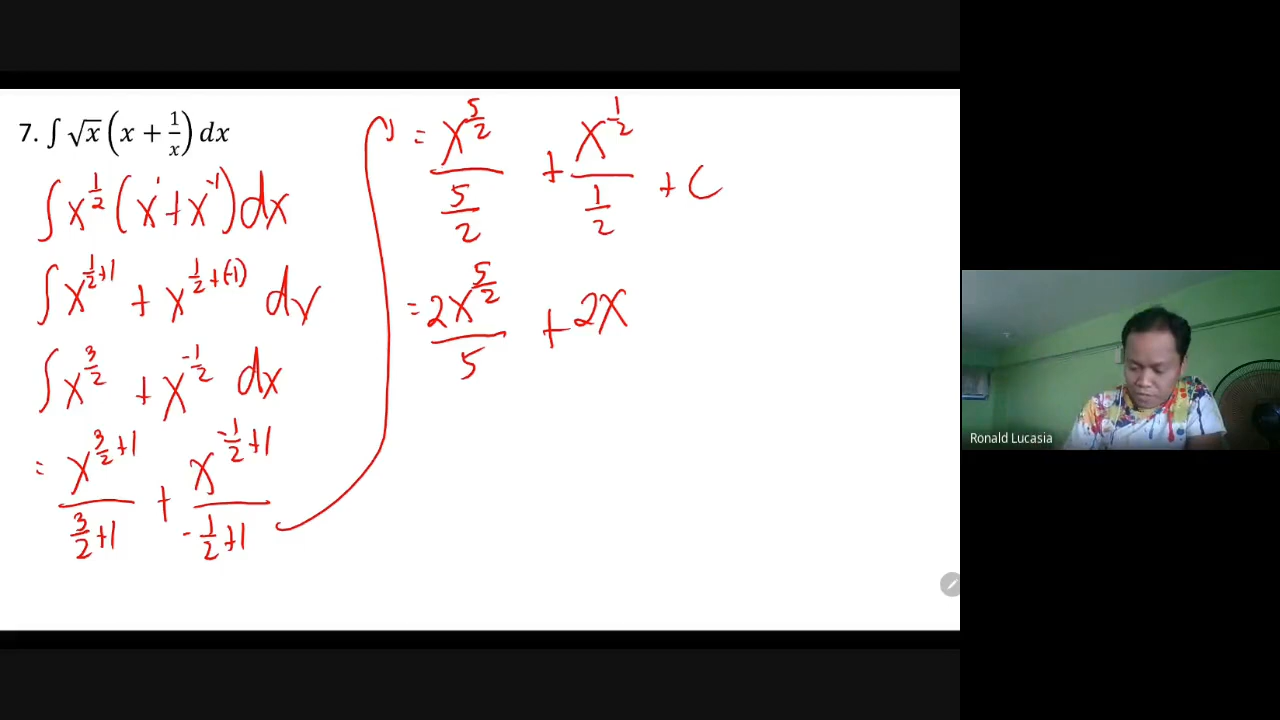 7. ∫ √x (x + 1/x) dx
∫ x^(1/2) (x^1 + x^-1) dx
∫ x^(1/2+1) + x^(1/2+(-1)) dx
∫ x^(3/2) + x^(-1/2) dx
= x^(3/2+1)/(3/2+1) + x^(-1/2+1)/(-1/2+1)
= x^(5/2)/(5/2) + x^(1/2)/(1/2) + C
= 2x^(5/2)/5 + 2x
Ronald Lucasia